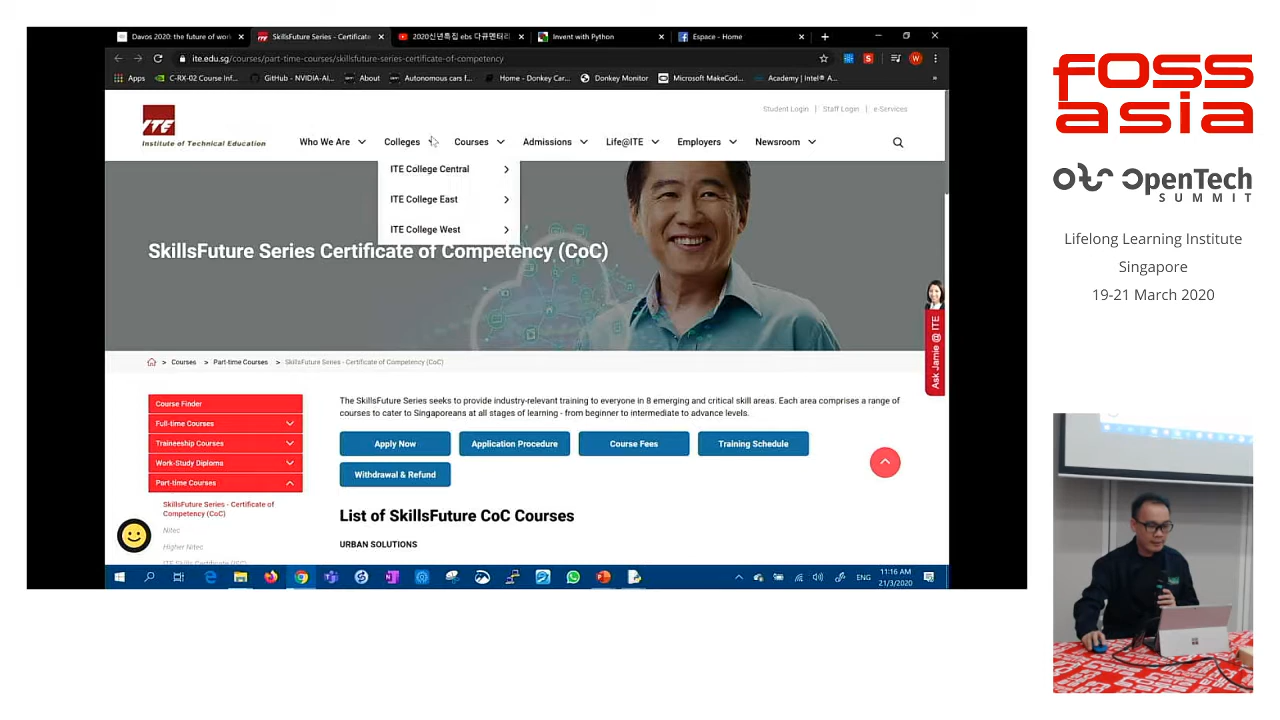 Davos 2020: the future of wor
SkillsFuture Series - Certificate
2020신년특집 ebs 다큐멘터리
Invent with Python
Espace - Home
ite.edu.sg/courses/part-time-courses/skillsfuture-series-certificate-of-competency
Apps
C-RX-02 Course Inf...
GitHub - NVIDIA-AI...
About
Autonomous cars f...
Home - Donkey Car...
Donkey Monitor
Microsoft MakeCod...
Academy | Intel® A...
Student Login | Staff Login | e-Services
ITE
Institute of Technical Education
Who We Are
Colleges
Courses
Admissions
Life@ITE
Employers
Newsroom
ITE College Central
ITE College East
ITE College West
SkillsFuture Series Certificate of Competency (CoC)
Ask Jamie @ ITE
> Courses > Part-time Courses > SkillsFuture Series - Certificate of Competency (CoC)
Course Finder
Full-time Courses
Traineeship Courses
Work-Study Diploma
Part-time Courses
SkillsFuture Series - Certificate of
Competency (CoC)
Nitec
Higher Nitec
ITE Skills Certificate (ISC)
The SkillsFuture Series seeks to provide industry-relevant training to everyone in 8 emerging and critical skill areas. Each area comprises a range of
courses to cater to Singaporeans at all stages of learning - from beginner to intermediate to advance levels.
Apply Now
Application Procedure
Course Fees
Training Schedule
Withdrawal & Refund
List of SkillsFuture CoC Courses
URBAN SOLUTIONS
ENG
11:16 AM
21/3/2020
FOSS
asia
OpenTech
SUMMIT
Lifelong Learning Institute
Singapore
19-21 March 2020